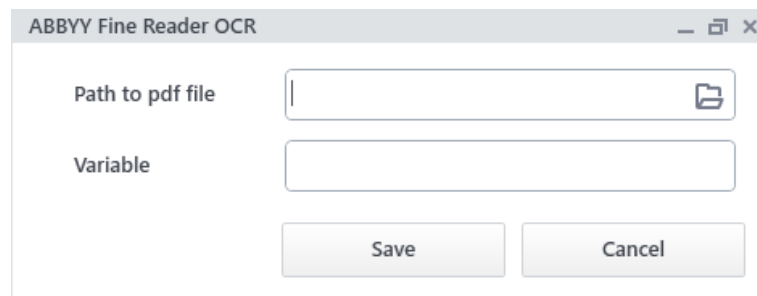 ABBYY Fine Reader OCR
Path to pdf file
Variable
Save Cancel